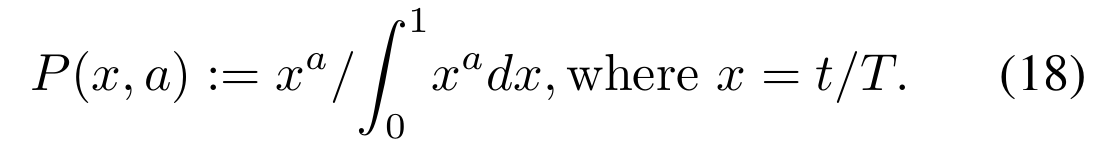 P(x, a) := x^a / ∫_0^1 x^a dx, where x = t/T. (18)